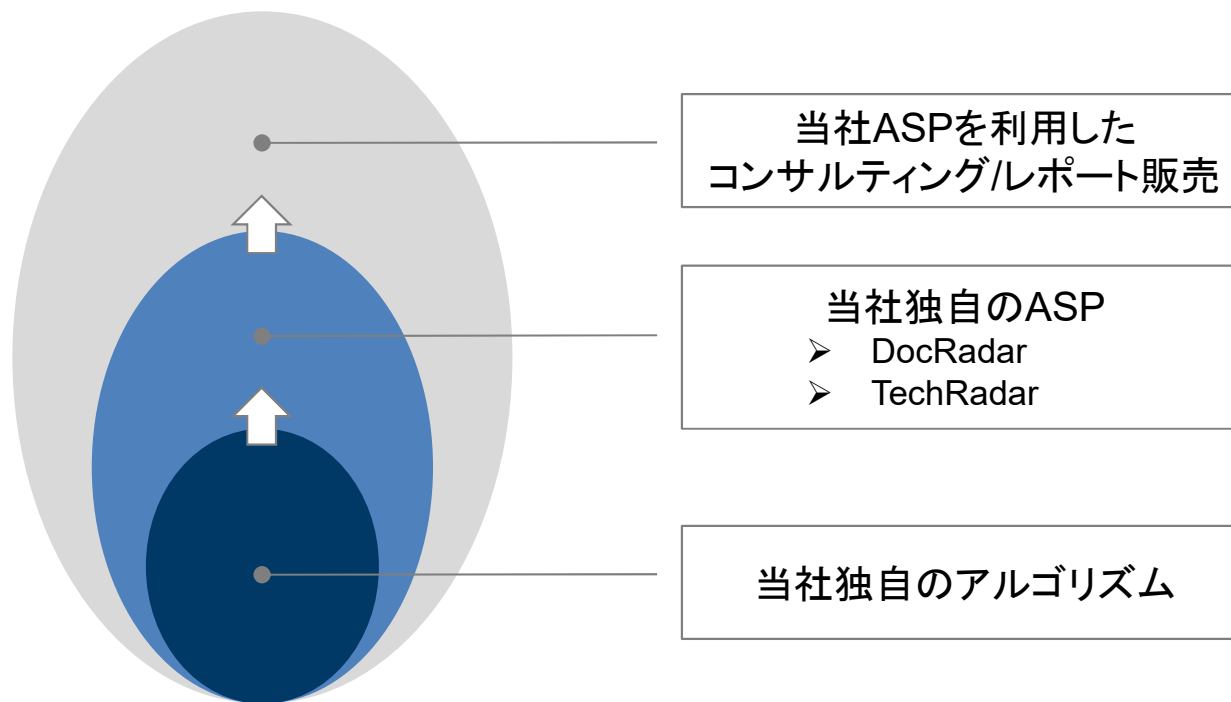 当社ASPを利用した
コンサルティング/レポート販売
当社独自のASP
➢ DocRadar
➢ TechRadar
当社独自のアルゴリズム